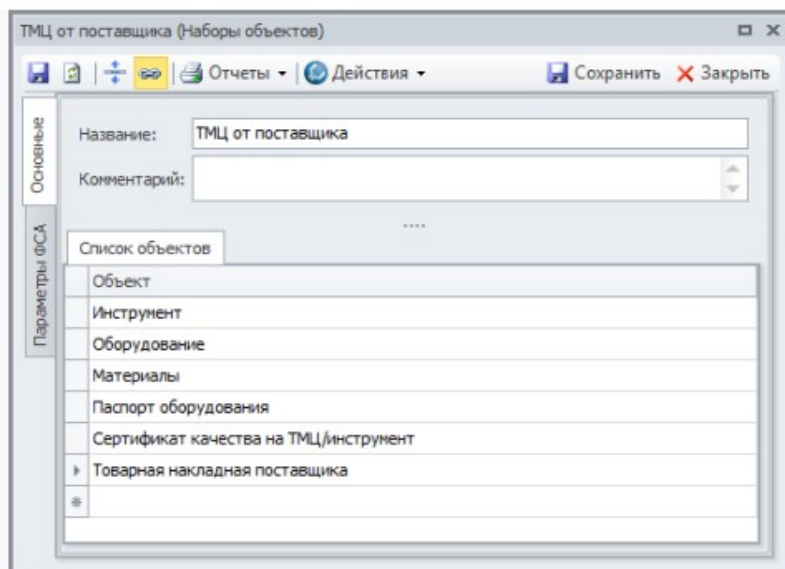 ТМЦ от поставщика (Наборы объектов)
Отчеты Действия Сохранить Закрыть
Основные
Параметры ФСА
Название: ТМЦ от поставщика
Комментарий:
Список объектов
Объект
Инструмент
Оборудование
Материалы
Паспорт оборудования
Сертификат качества на ТМЦ/инструмент
Товарная накладная поставщика